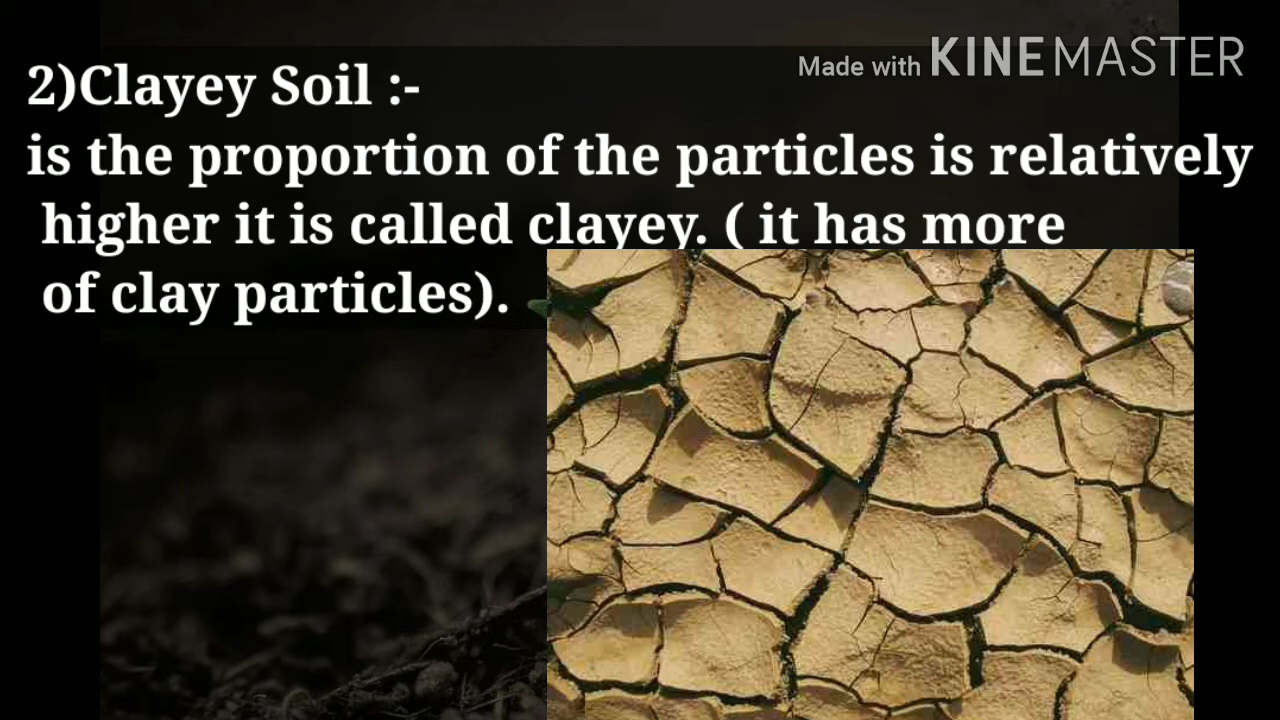 Made with KINEMASTER
2)Clayey Soil :-
is the proportion of the particles is relatively
higher it is called clayey. ( it has more
of clay particles).